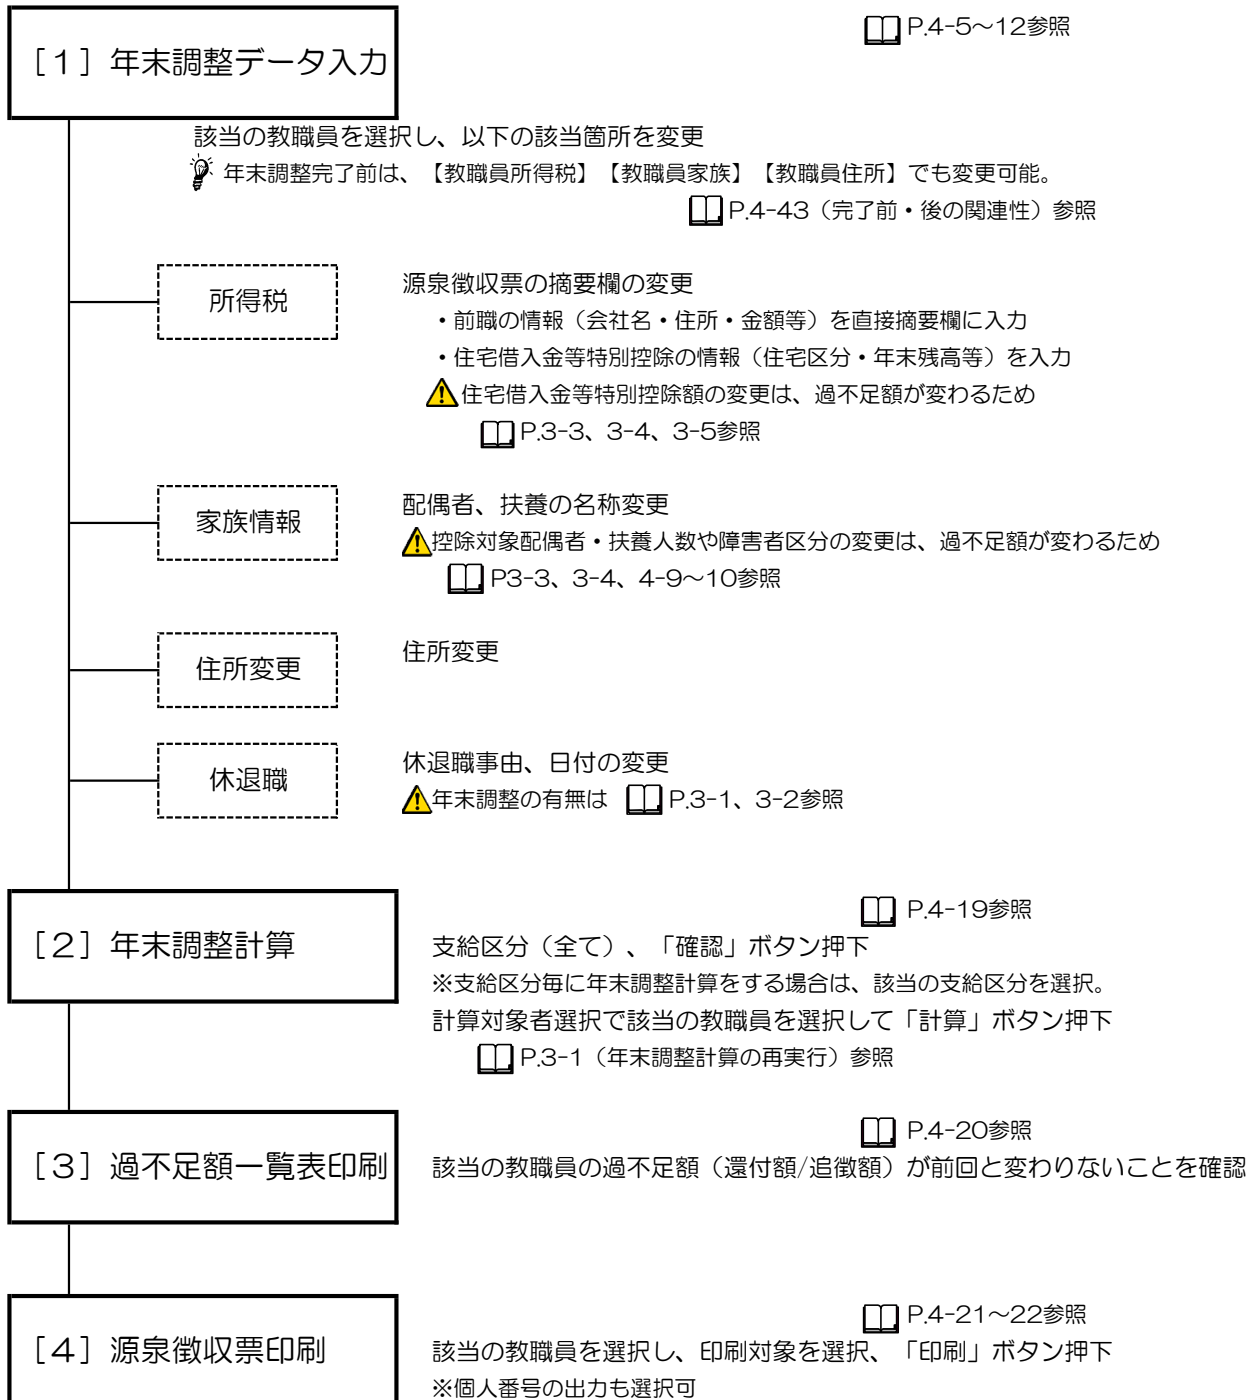 P.4-5～12参照
［１］年末調整データ入力
該当の教職員を選択し、以下の該当箇所を変更
年末調整完了前は、【教職員所得税】【教職員家族】【教職員住所】でも変更可能。
P.4-43（完了前・後の関連性）参照
所得税
源泉徴収票の摘要欄の変更
・前職の情報（会社名・住所・金額等）を直接摘要欄に入力
・住宅借入金等特別控除の情報（住宅区分・年末残高等）を入力
住宅借入金等特別控除額の変更は、過不足額が変わるため
P.3-3、3-4、3-5参照
家族情報
配偶者、扶養の名称変更
控除対象配偶者・扶養人数や障害者区分の変更は、過不足額が変わるため
P3-3、3-4、4-9～10参照
住所変更
住所変更
休退職
休退職事由、日付の変更
年末調整の有無は P.3-1、3-2参照
P.4-19参照
［２］年末調整計算
支給区分（全て）、「確認」ボタン押下
※支給区分毎に年末調整計算をする場合は、該当の支給区分を選択。
計算対象者選択で該当の教職員を選択して「計算」ボタン押下
P.3-1（年末調整計算の再実行）参照
P.4-20参照
［３］過不足額一覧表印刷
該当の教職員の過不足額（還付額/追徴額）が前回と変わりないことを確認
P.4-21～22参照
［４］源泉徴収票印刷
該当の教職員を選択し、印刷対象を選択、「印刷」ボタン押下
※個人番号の出力も選択可